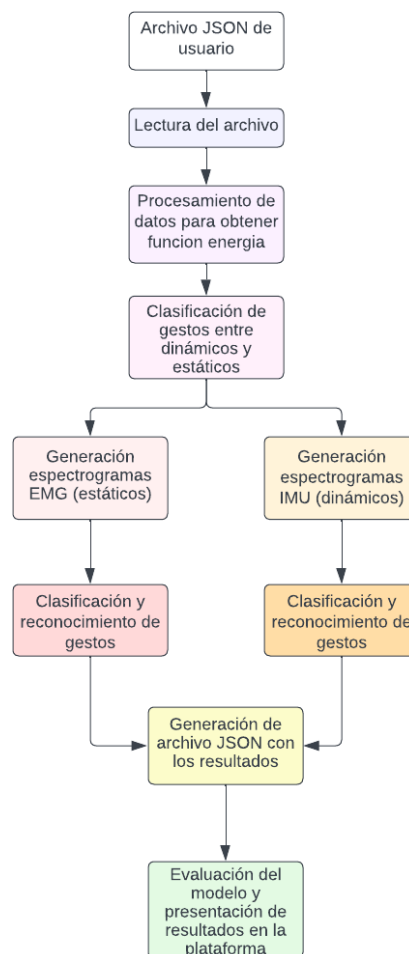 Archivo JSON de
usuario
Lectura del archivo
Procesamiento de
datos para obtener
funcion energia
Clasificación de
gestos entre
dinámicos y
estáticos
Generación
espectrogramas
EMG (estáticos)
Generación
espectrogramas
IMU (dinámicos)
Clasificación y
reconocimiento de
gestos
Clasificación y
reconocimiento de
gestos
Generación de
archivo JSON con
los resultados
Evaluación del
modelo y
presentación de
resultados en la
plataforma